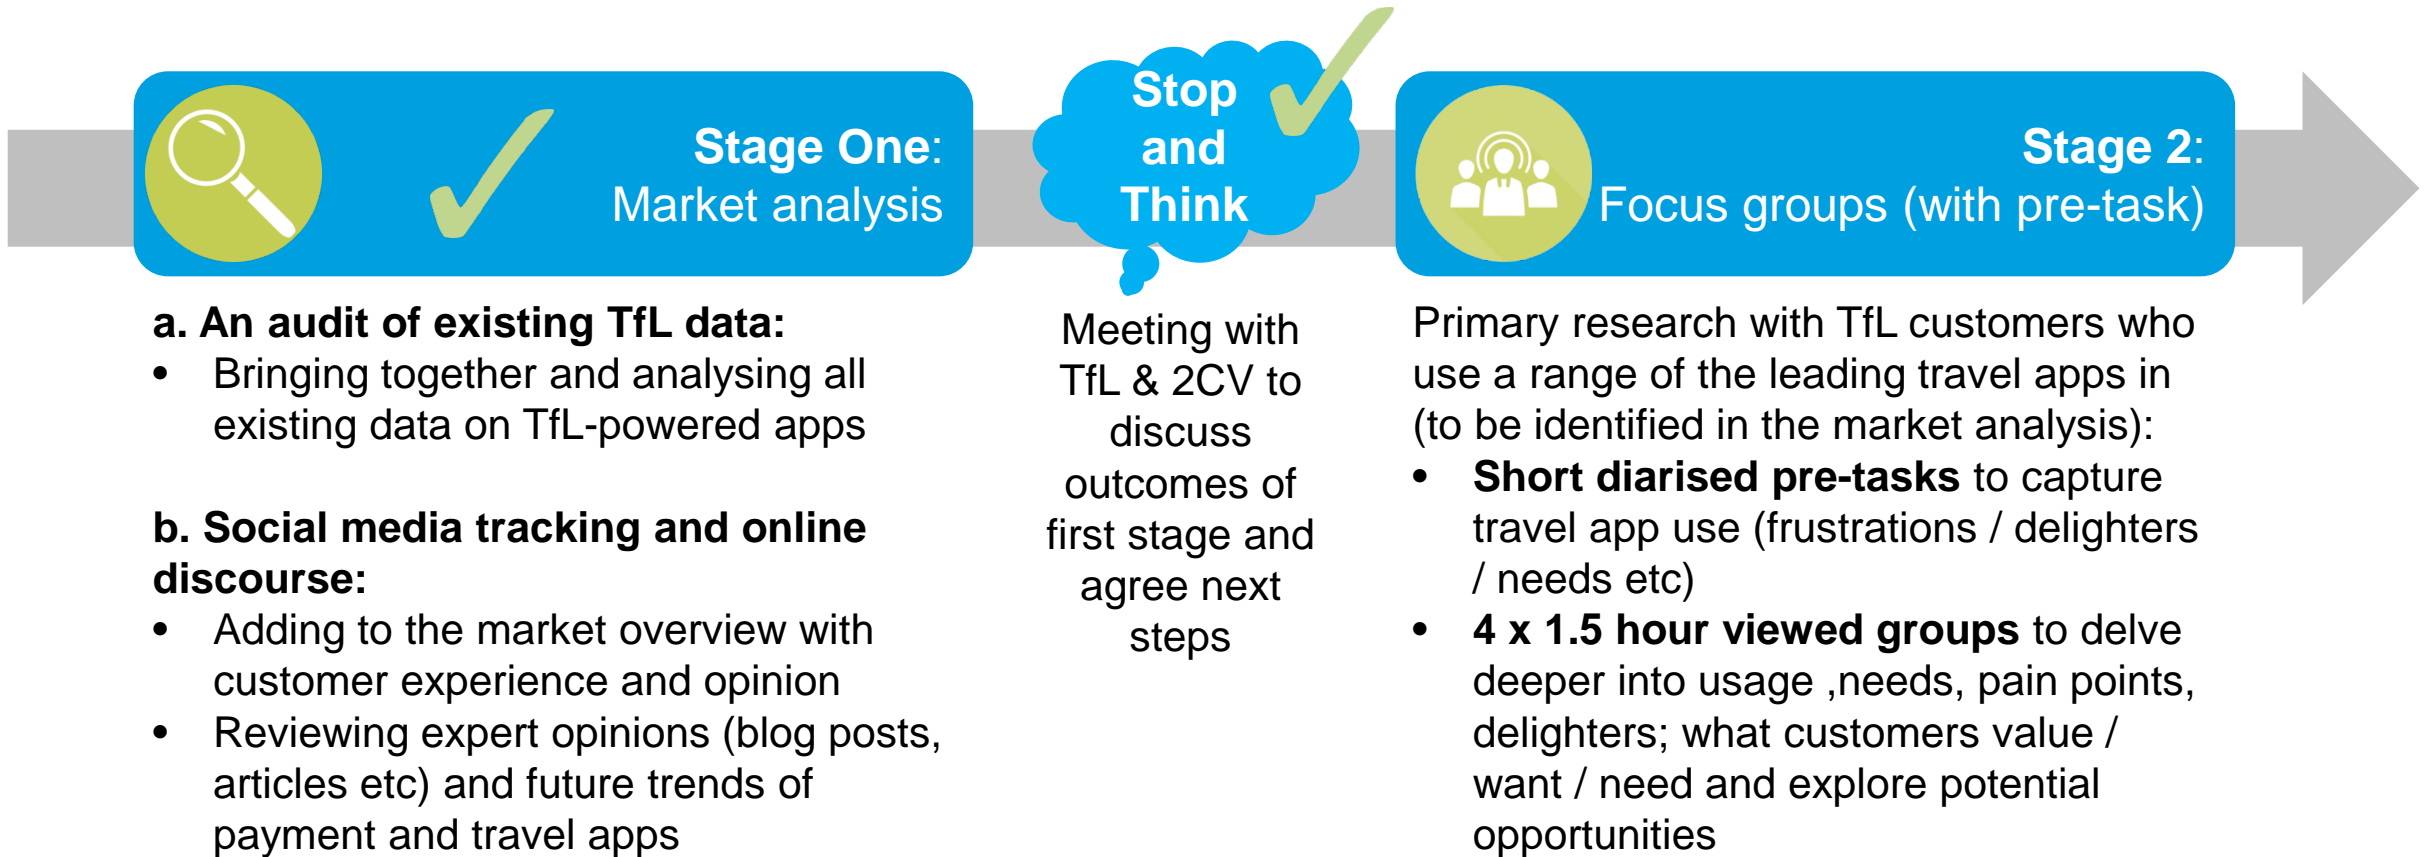 Stage One:
Market analysis
a. An audit of existing TfL data:
• Bringing together and analysing all
existing data on TfL-powered apps
b. Social media tracking and online
discourse:
• Adding to the market overview with
customer experience and opinion
• Reviewing expert opinions (blog posts,
articles etc) and future trends of
payment and travel apps
Stop
and
Think
Meeting with
TfL & 2CV to
discuss
outcomes of
first stage and
agree next
steps
Stage 2:
Focus groups (with pre-task)
Primary research with TfL customers who
use a range of the leading travel apps in
(to be identified in the market analysis):
• Short diarised pre-tasks to capture
travel app use (frustrations / delighters
/ needs etc)
• 4 x 1.5 hour viewed groups to delve
deeper into usage ,needs, pain points,
delighters; what customers value /
want / need and explore potential
opportunities